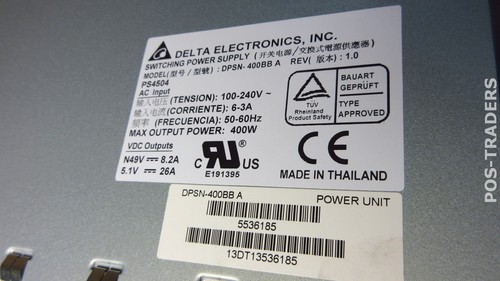 DELTA ELECTRONICS, INC.
SWITCHING POWER SUPPLY (开关电源/交換式電源供應器)
MODEL(型号/型號): DPSN-400BB A REV(版本): 1.0
PS4504
AC Input
输入电压 (TENSION): 100-240V ~
输入电流 (CORRIENTE): 6-3A
频率 (FRECUENCIA): 50-60Hz
MAX OUTPUT POWER: 400W
VDC Outputs
N49V 8.2A
5.1V 26A
TÜV
Rheinland
Product Safety
BAUART
GEPRÜFT
TYPE
APPROVED
C RU US
E191395
CE
MADE IN THAILAND
DPSN-400BB A POWER UNIT
5536185
13DT13536185
POS-TRADERS